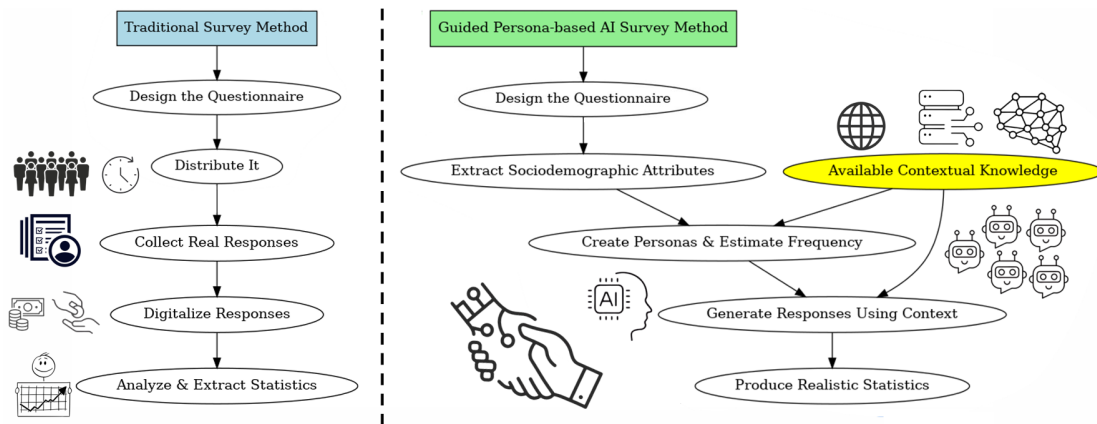 Traditional Survey Method
Design the Questionnaire
Distribute It
Collect Real Responses
Digitalize Responses
Analyze & Extract Statistics
Guided Persona-based AI Survey Method
Design the Questionnaire
Extract Sociodemographic Attributes
Available Contextual Knowledge
Create Personas & Estimate Frequency
AI
Generate Responses Using Context
Produce Realistic Statistics